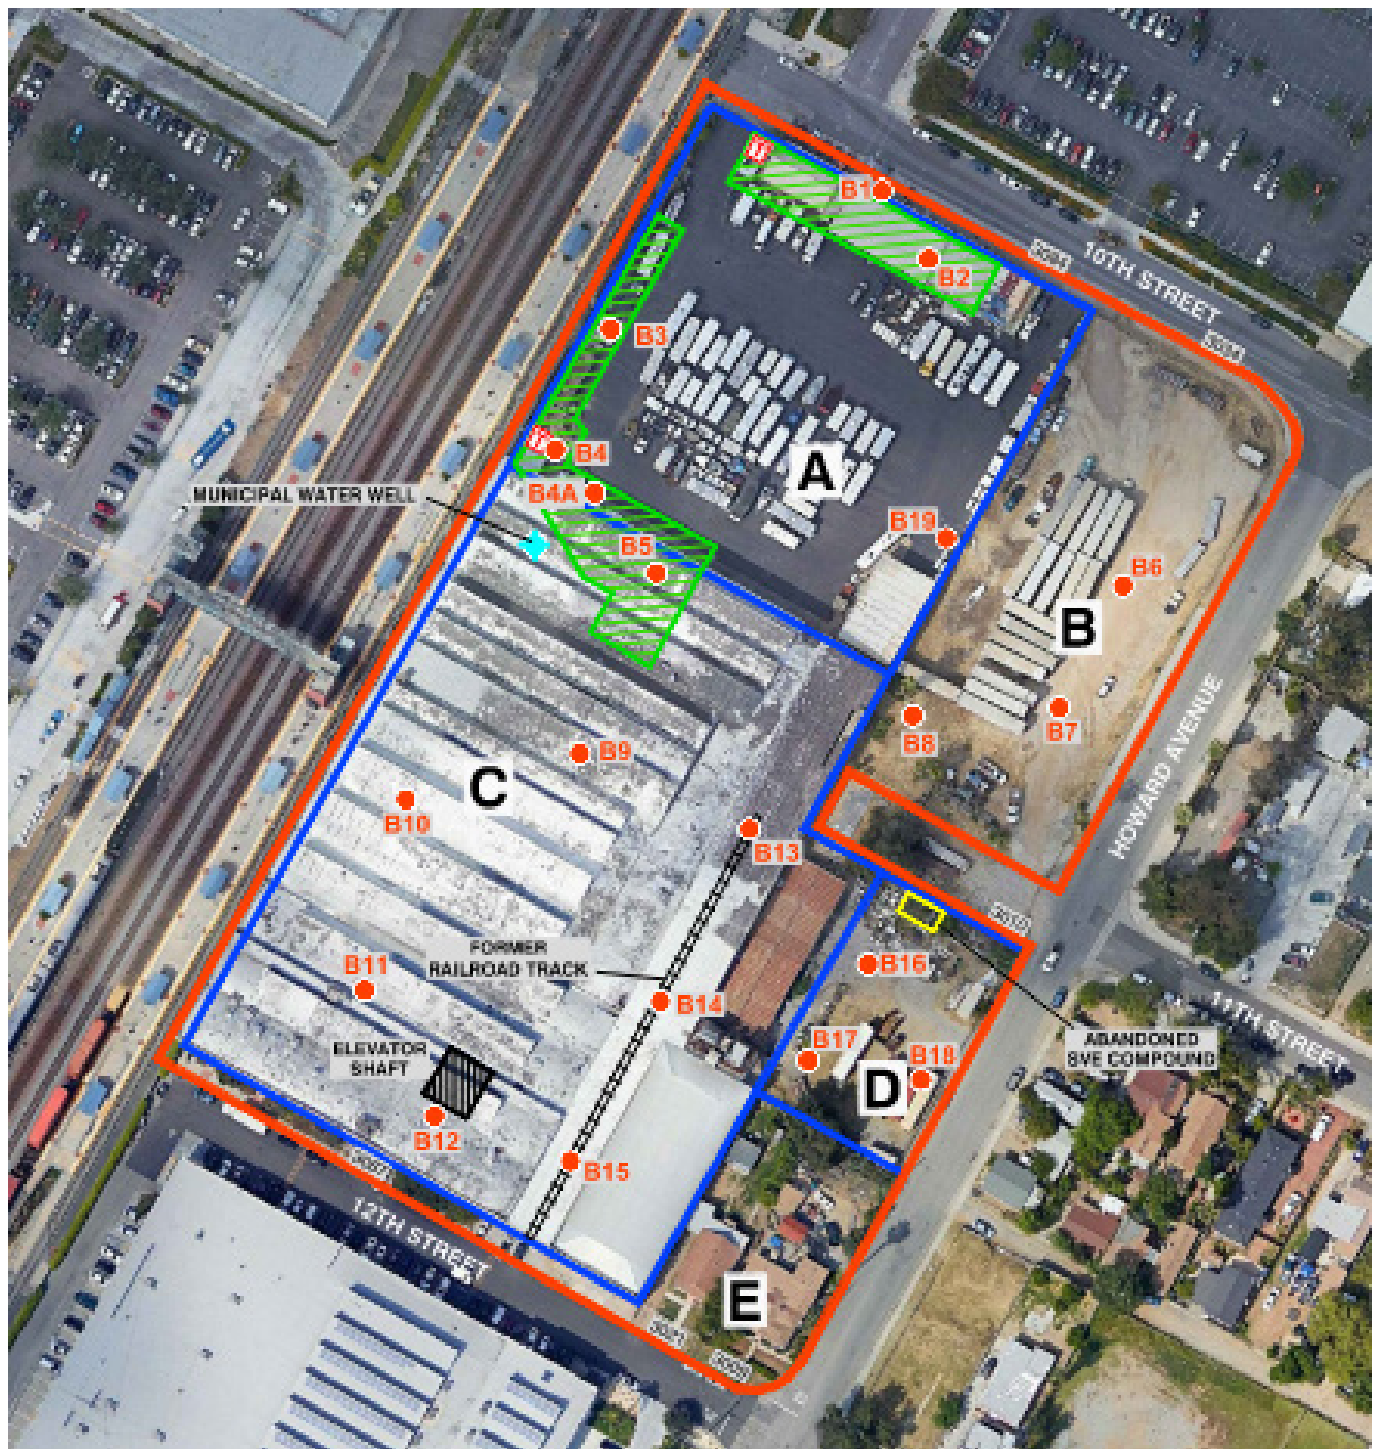 B1
B2
10TH STREET
B3
B4
A
MUNICIPAL WATER WELL
B4A
B19
B5
B6
B
B8
B7
HOWARD AVENUE
B9
C
B10
B13
FORMER
RAILROAD TRACK
B11
B16
B14
11TH STREET
ELEVATOR
SHAFT
ABANDONED
SVE COMPOUND
B17
B18
D
B12
B15
12TH STREET
E